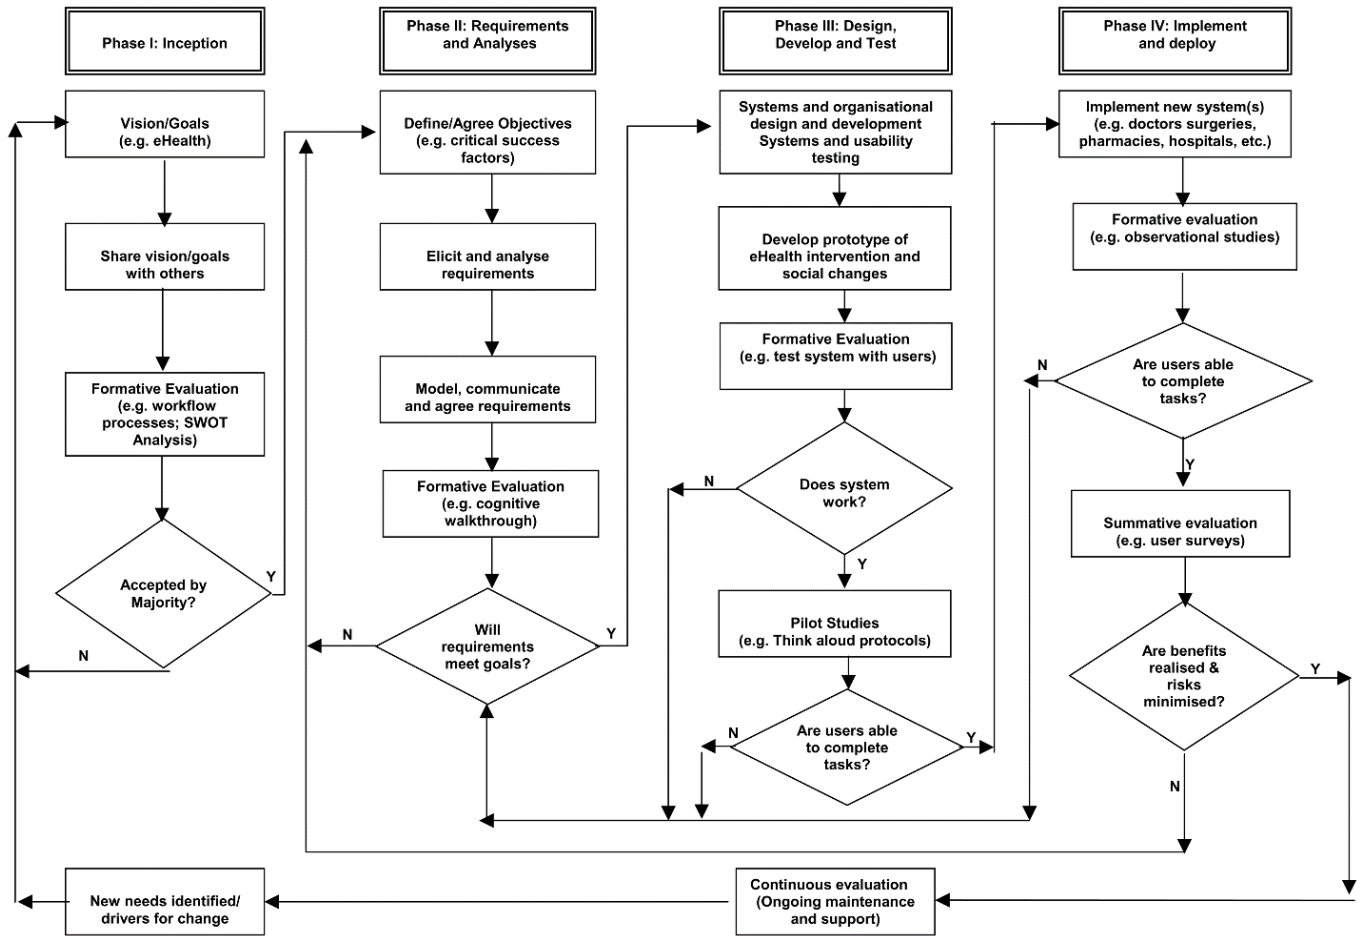 Phase I: Inception
Vision/Goals
(e.g. eHealth)
Share vision/goals
with others
Formative Evaluation
(e.g. workflow
processes; SWOT
Analysis)
Accepted by
Majority?
Y
N
Phase II: Requirements
and Analyses
Define/Agree Objectives
(e.g. critical success
factors)
Elicit and analyse
requirements
Model, communicate
and agree requirements
Formative Evaluation
(e.g. cognitive
walkthrough)
Will
requirements
meet goals?
N
Y
Phase III: Design,
Develop and Test
Systems and organisational
design and development
Systems and usability
testing
Develop prototype of
eHealth intervention and
social changes
Formative Evaluation
(e.g. test system with users)
Does system
work?
N
Y
Pilot Studies
(e.g. Think aloud protocols)
Are users able
to complete
tasks?
N
Y
Phase IV: Implement
and deploy
Implement new system(s)
(e.g. doctors surgeries,
pharmacies, hospitals, etc.)
Formative evaluation
(e.g. observational studies)
Are users able
to complete
tasks?
N
Y
Summative evaluation
(e.g. user surveys)
Are benefits
realised &
risks
minimised?
Y
N
Continuous evaluation
(Ongoing maintenance
and support)
New needs identified/
drivers for change